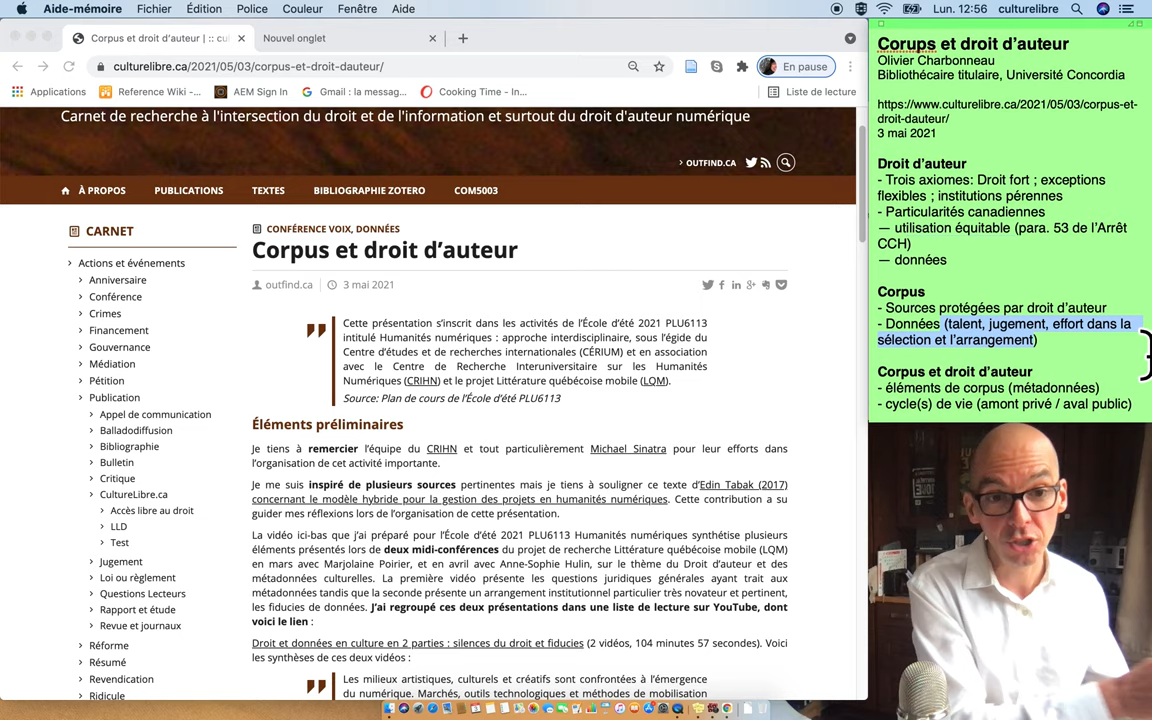 Aide-mémoire Fichier Édition Police Couleur Fenêtre Aide Lun. 12:56 culturelibre
Corpus et droit d'auteur | :: cu Nouvel onglet
culturelibre.ca/2021/05/03/corpus-et-droit-dauteur/ En pause
Applications Reference Wiki -... AEM Sign In Gmail : la messag... Cooking Time - In... Liste de lecture
Carnet de recherche à l'intersection du droit et de l'information et surtout du droit d'auteur numérique
OUTFIND.CA
À PROPOS PUBLICATIONS TEXTES BIBLIOGRAPHIE ZOTERO COM5003
CARNET
Actions et événements
Anniversaire
Conférence
Crimes
Financement
Gouvernance
Médiation
Pétition
Publication
Appel de communication
Balladodifusion
Bibliographie
Bulletin
Critique
CultureLibre.ca
Accès libre au droit
LLD
Test
Jugement
Loi ou règlement
Questions Lecteurs
Rapport et étude
Revue et journaux
Réforme
Résumé
Revendication
Ridicule
CONFÉRENCE VOIX, DONNÉES
Corpus et droit d'auteur
outfind.ca 3 mai 2021
Cette présentation s'inscrit dans les activités de l'École d'été 2021 PLU6113
intitulé Humanités numériques : approche interdisciplinaire, sous l'égide du
Centre d'études et de recherches internationales (CÉRIUM) et en association
avec le Centre de Recherche Interuniversitaire sur les Humanités
Numériques (CRIHN) et le projet Littérature québécoise mobile (LQM).
Source: Plan de cours de l'École d'été PLU6113
Éléments préliminaires
Je tiens à remercier l'équipe du CRIHN et tout particulièrement Michael Sinatra pour leur efforts dans
l'organisation de cet activité importante.
Je me suis inspiré de plusieurs sources pertinentes mais je tiens à souligner ce texte d'Edin Tabak (2017)
concernant le modèle hybride pour la gestion des projets en humanités numériques. Cette contribution a su
guider mes réflexions lors de l'organisation de cette présentation.
La vidéo ici-bas que j'ai préparé pour l'École d'été 2021 PLU6113 Humanités numériques synthétise plusieurs
éléments présentés lors de deux midi-conférences du projet de recherche Littérature québécoise mobile (LQM)
en mars avec Marjolaine Poirier, et en avril avec Anne-Sophie Hulin, sur le thème du Droit d'auteur et des
métadonnées culturelles. La première vidéo présente les questions juridiques générales ayant trait aux
métadonnées tandis que la seconde présente un arrangement institutionnel particulier très novateur et pertinent,
les fiducies de données. J'ai regroupé ces deux présentations dans une liste de lecture sur YouTube, dont
voici le lien :
Droit et données en culture en 2 parties : silences du droit et fiducies (2 vidéos, 104 minutes 57 secondes). Voici
les synthèses de ces deux vidéos :
Les milieux artistiques, culturels et créatifs sont confrontées à l'émergence
du numérique. Marchés, outils technologiques et méthodes de mobilisation
Corups et droit d'auteur
Olivier Charbonneau
Bibliothécaire titulaire, Université Concordia
https://www.culturelibre.ca/2021/05/03/corpus-et-
droit-dauteur/
3 mai 2021
Droit d'auteur
- Trois axiomes: Droit fort ; exceptions
flexibles ; institutions pérennes
- Particularités canadiennes
— utilisation équitable (para. 53 de l'Arrêt
CCH)
— données
Corpus
- Sources protégées par droit d'auteur
- Données (talent, jugement, effort dans la
sélection et l'arrangement)
Corpus et droit d'auteur
- éléments de corpus (métadonnées)
- cycle(s) de vie (amont privé / aval public)